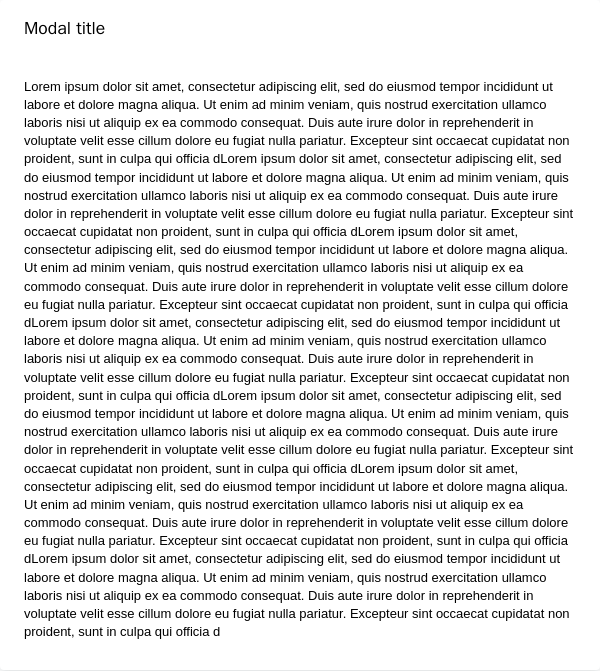 Modal title
Lorem ipsum dolor sit amet, consectetur adipiscing elit, sed do eiusmod tempor incididunt ut
labore et dolore magna aliqua. Ut enim ad minim veniam, quis nostrud exercitation ullamco
laboris nisi ut aliquip ex ea commodo consequat. Duis aute irure dolor in reprehenderit in
voluptate velit esse cillum dolore eu fugiat nulla pariatur. Excepteur sint occaecat cupidatat non
proident, sunt in culpa qui officia dLorem ipsum dolor sit amet, consectetur adipiscing elit, sed
do eiusmod tempor incididunt ut labore et dolore magna aliqua. Ut enim ad minim veniam, quis
nostrud exercitation ullamco laboris nisi ut aliquip ex ea commodo consequat. Duis aute irure
dolor in reprehenderit in voluptate velit esse cillum dolore eu fugiat nulla pariatur. Excepteur sint
occaecat cupidatat non proident, sunt in culpa qui officia dLorem ipsum dolor sit amet,
consectetur adipiscing elit, sed do eiusmod tempor incididunt ut labore et dolore magna aliqua.
Ut enim ad minim veniam, quis nostrud exercitation ullamco laboris nisi ut aliquip ex ea
commodo consequat. Duis aute irure dolor in reprehenderit in voluptate velit esse cillum dolore
eu fugiat nulla pariatur. Excepteur sint occaecat cupidatat non proident, sunt in culpa qui officia
dLorem ipsum dolor sit amet, consectetur adipiscing elit, sed do eiusmod tempor incididunt ut
labore et dolore magna aliqua. Ut enim ad minim veniam, quis nostrud exercitation ullamco
laboris nisi ut aliquip ex ea commodo consequat. Duis aute irure dolor in reprehenderit in
voluptate velit esse cillum dolore eu fugiat nulla pariatur. Excepteur sint occaecat cupidatat non
proident, sunt in culpa qui officia dLorem ipsum dolor sit amet, consectetur adipiscing elit, sed
do eiusmod tempor incididunt ut labore et dolore magna aliqua. Ut enim ad minim veniam, quis
nostrud exercitation ullamco laboris nisi ut aliquip ex ea commodo consequat. Duis aute irure
dolor in reprehenderit in voluptate velit esse cillum dolore eu fugiat nulla pariatur. Excepteur sint
occaecat cupidatat non proident, sunt in culpa qui officia dLorem ipsum dolor sit amet,
consectetur adipiscing elit, sed do eiusmod tempor incididunt ut labore et dolore magna aliqua.
Ut enim ad minim veniam, quis nostrud exercitation ullamco laboris nisi ut aliquip ex ea
commodo consequat. Duis aute irure dolor in reprehenderit in voluptate velit esse cillum dolore
eu fugiat nulla pariatur. Excepteur sint occaecat cupidatat non proident, sunt in culpa qui officia
dLorem ipsum dolor sit amet, consectetur adipiscing elit, sed do eiusmod tempor incididunt ut
labore et dolore magna aliqua. Ut enim ad minim veniam, quis nostrud exercitation ullamco
laboris nisi ut aliquip ex ea commodo consequat. Duis aute irure dolor in reprehenderit in
voluptate velit esse cillum dolore eu fugiat nulla pariatur. Excepteur sint occaecat cupidatat non
proident, sunt in culpa qui officia d